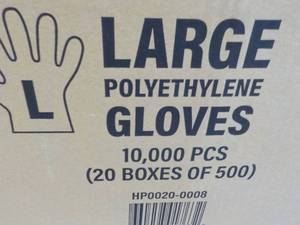 L
LARGE
POLYETHYLENE
GLOVES
10,000 PCS
(20 BOXES OF 500)
HP0020-0008